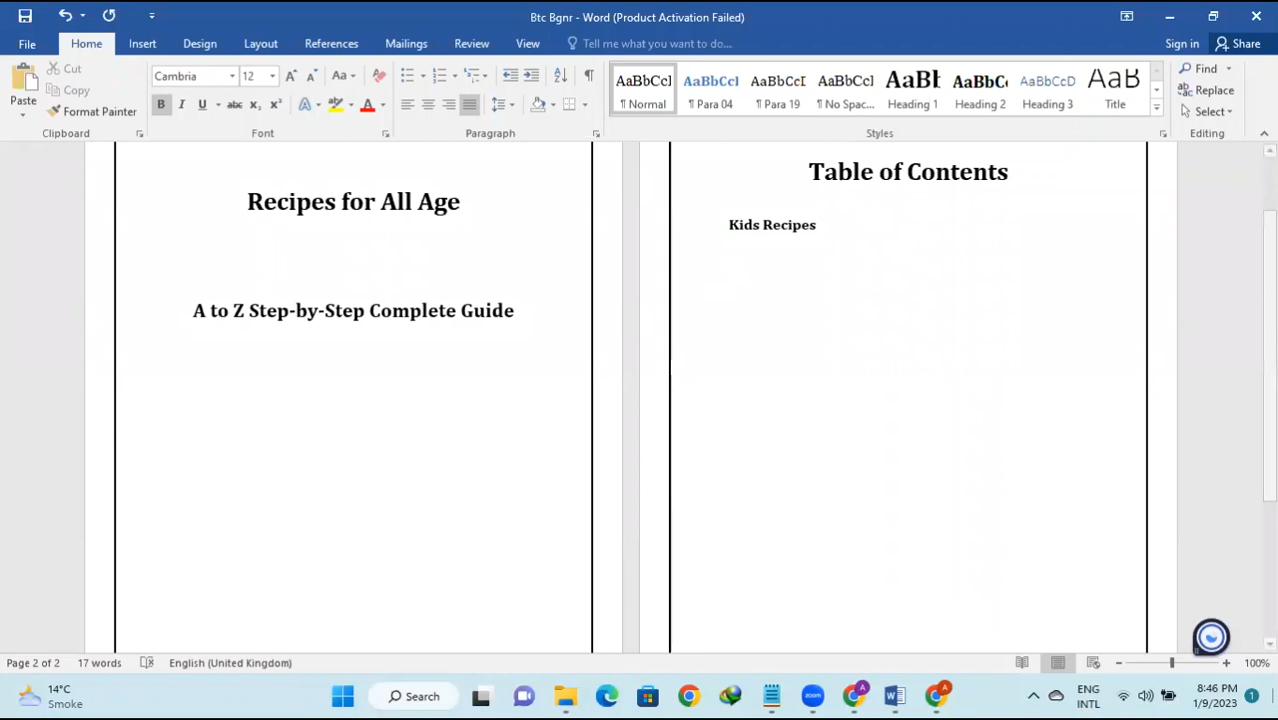 Btc Bgnr - Word (Product Activation Failed)
File Home Insert Design Layout References Mailings Review View Tell me what you want to do... Sign in Share
Paste
Cut
Copy
Format Painter
Clipboard
Cambria 12
Font
Paragraph
AaBbCcI AaBbCcI AaBbCcI AaBbCcI AaBbC AaBbCc AaBbCcD AaB
¶ Normal ¶ Para 04 ¶ Para 19 ¶ No Spac... Heading 1 Heading 2 Heading 3 Title
Styles
Find
Replace
Select
Editing
Recipes for All Age
A to Z Step-by-Step Complete Guide
Table of Contents
Kids Recipes
Page 2 of 2 17 words English (United Kingdom) 100%
14°C
Smoke
Search
zoom
ENG
INTL
8:46 PM
1/9/2023
1